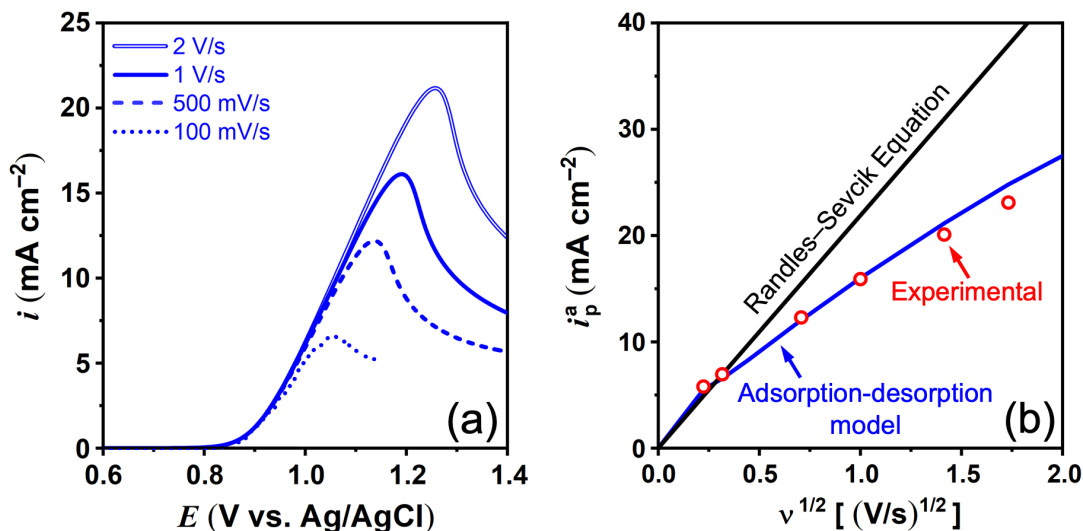 25
20
15
10
5
0
0.6 0.8 1.0 1.2 1.4
i (mA cm⁻²)
E (V vs. Ag/AgCl)
2 V/s
1 V/s
500 mV/s
100 mV/s
(a)
40
30
20
10
0
0.0 0.5 1.0 1.5 2.0
iₚᵃ (mA cm⁻²)
ν ¹ᐟ² [ (V/s)¹ᐟ² ]
Randles–Sevcik Equation
Experimental
Adsorption-desorption
model
(b)